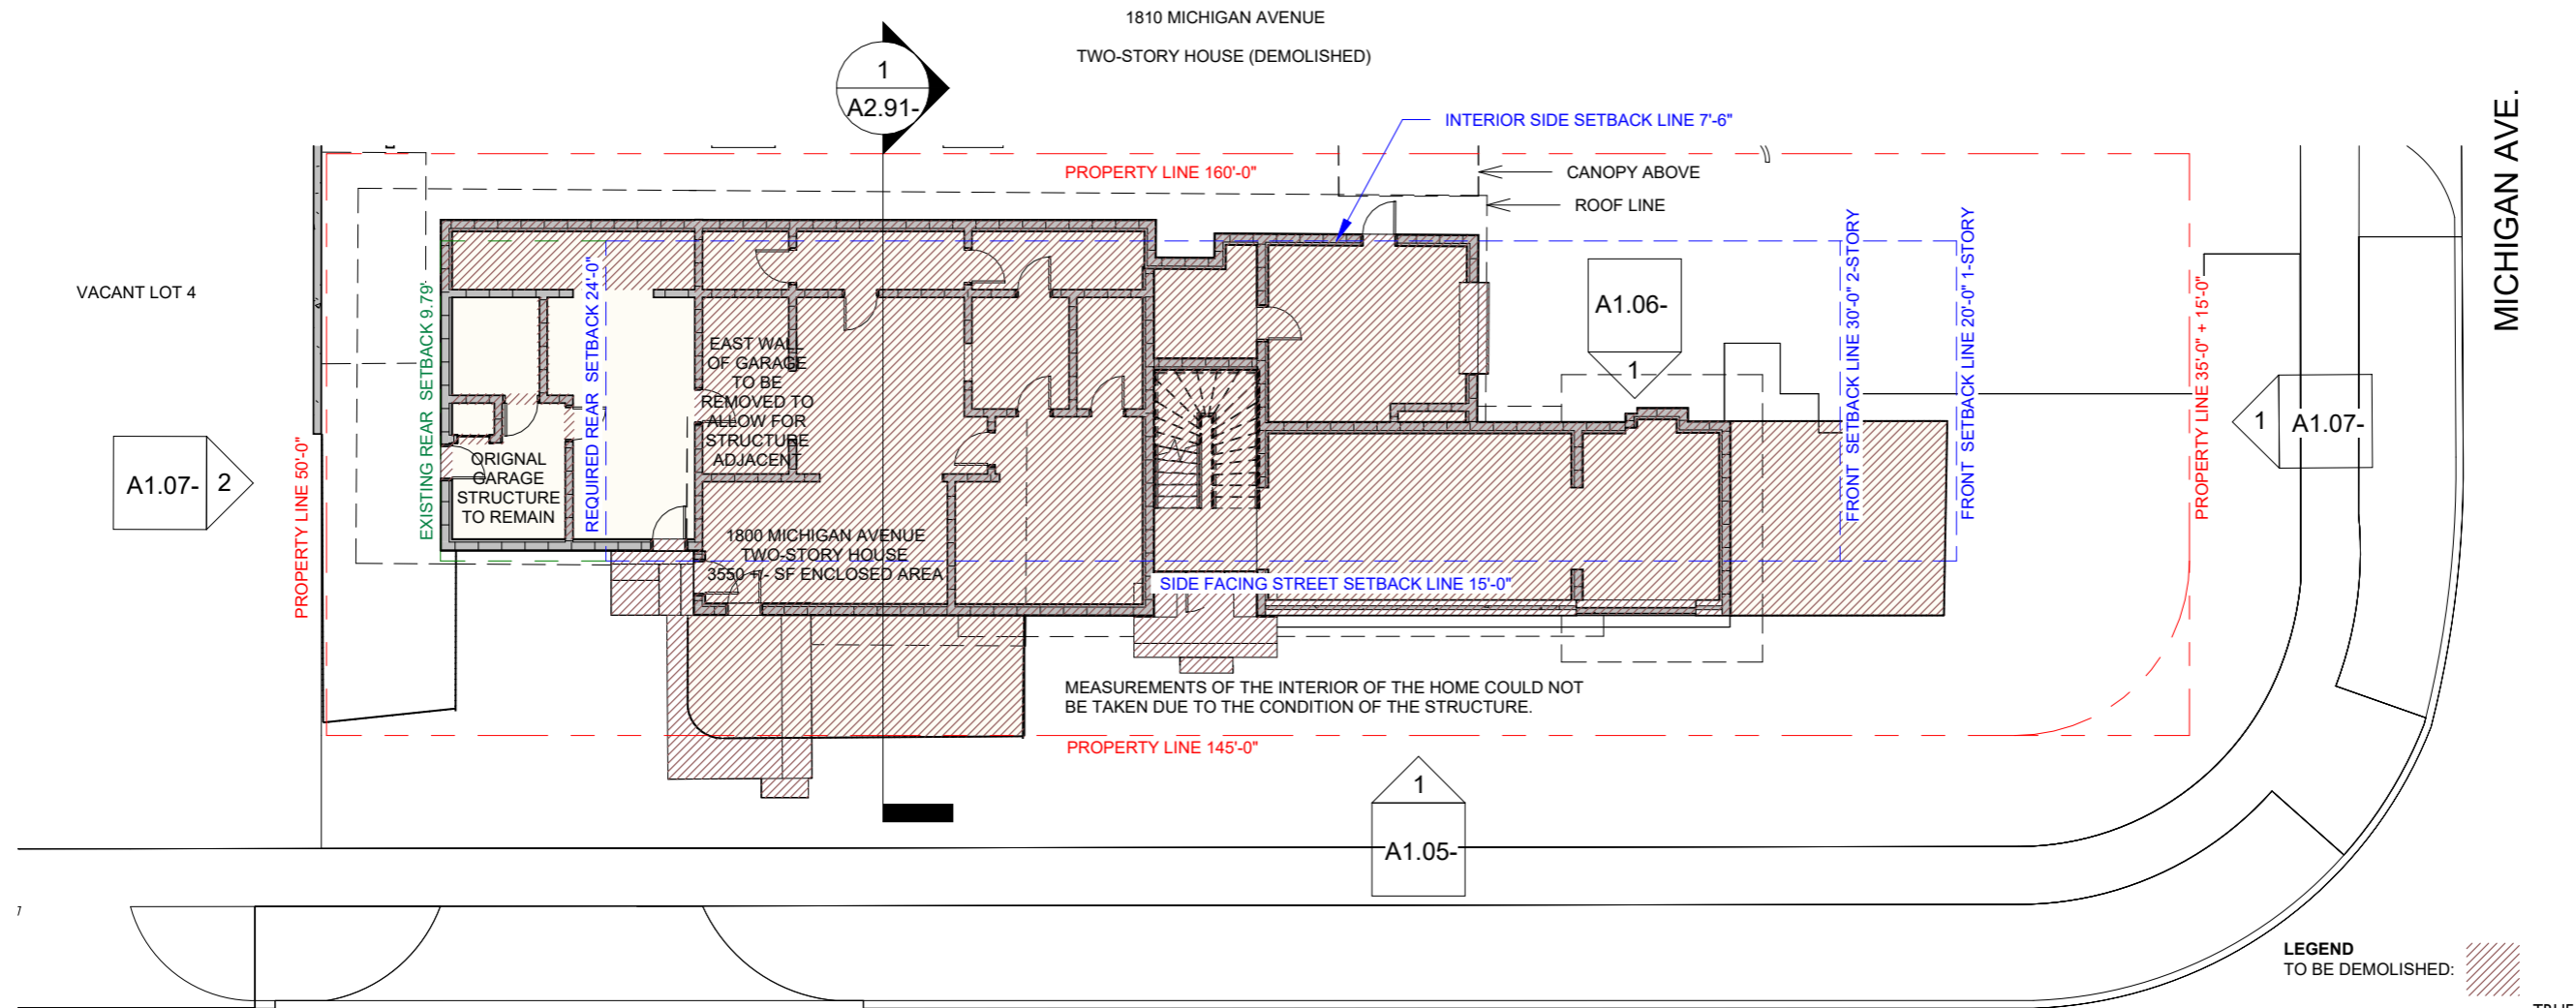 1810 MICHIGAN AVENUE
TWO-STORY HOUSE (DEMOLISHED)
1
A2.91-
INTERIOR SIDE SETBACK LINE 7'-6"
PROPERTY LINE 160'-0"
CANOPY ABOVE
ROOF LINE
MICHIGAN AVE.
VACANT LOT 4
A1.06-
1
FRONT SETBACK LINE 30'-0" 2-STORY
FRONT SETBACK LINE 20'-0" 1-STORY
PROPERTY LINE 35'-0" + 15'-0"
EXISTING REAR SETBACK 9.79'
REQUIRED REAR SETBACK 24'-0"
EAST WALL
OF GARAGE
TO BE
REMOVED TO
ALLOW FOR
STRUCTURE
ADJACENT
1
A1.07-
A1.07-
2
PROPERTY LINE 50'-0"
ORIGNAL
GARAGE
STRUCTURE
TO REMAIN
1800 MICHIGAN AVENUE
TWO-STORY HOUSE
3550 +/- SF ENCLOSED AREA
SIDE FACING STREET SETBACK LINE 15'-0"
MEASUREMENTS OF THE INTERIOR OF THE HOME COULD NOT
BE TAKEN DUE TO THE CONDITION OF THE STRUCTURE.
PROPERTY LINE 145'-0"
1
A1.05-
LEGEND
TO BE DEMOLISHED: